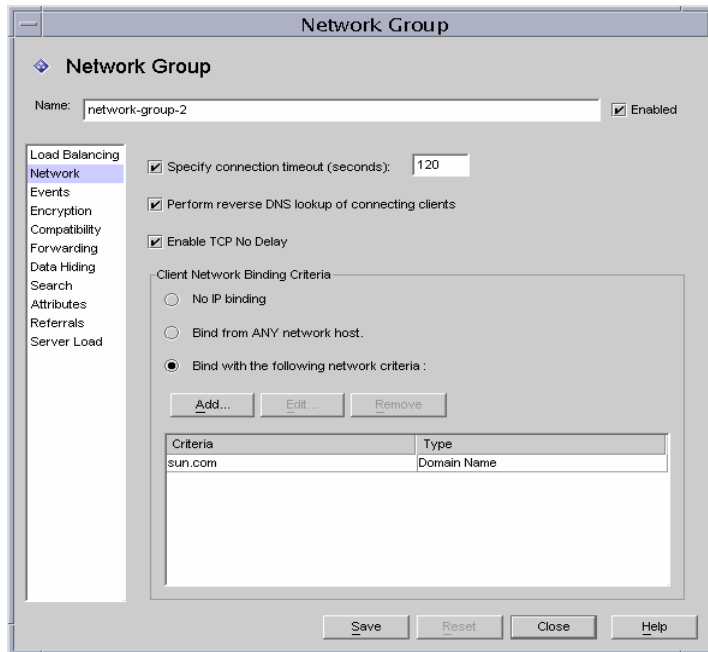 Network Group
Network Group
Name: network-group-2 Enabled
Load Balancing
Network
Events
Encryption
Compatibility
Forwarding
Data Hiding
Search
Attributes
Referrals
Server Load
Specify connection timeout (seconds): 120
Perform reverse DNS lookup of connecting clients
Enable TCP No Delay
Client Network Binding Criteria
No IP binding
Bind from ANY network host.
Bind with the following network criteria :
Add... Edit... Remove
Criteria Type
sun.com Domain Name
Save Reset Close Help